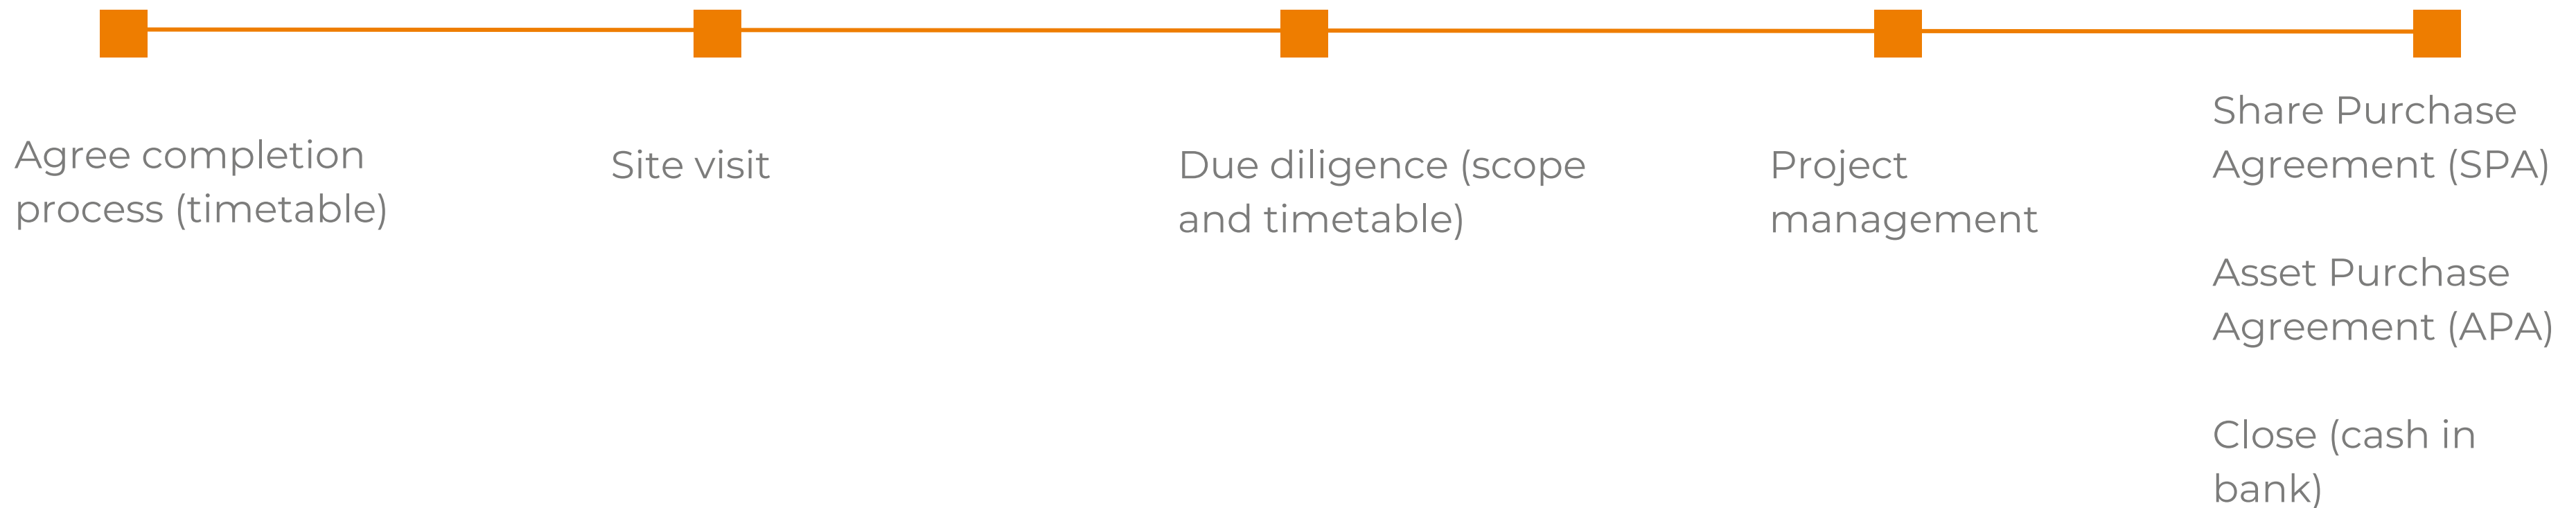 Agree completion
process (timetable)
Site visit
Due diligence (scope
and timetable)
Project
management
Share Purchase
Agreement (SPA)
Asset Purchase
Agreement (APA)
Close (cash in
bank)